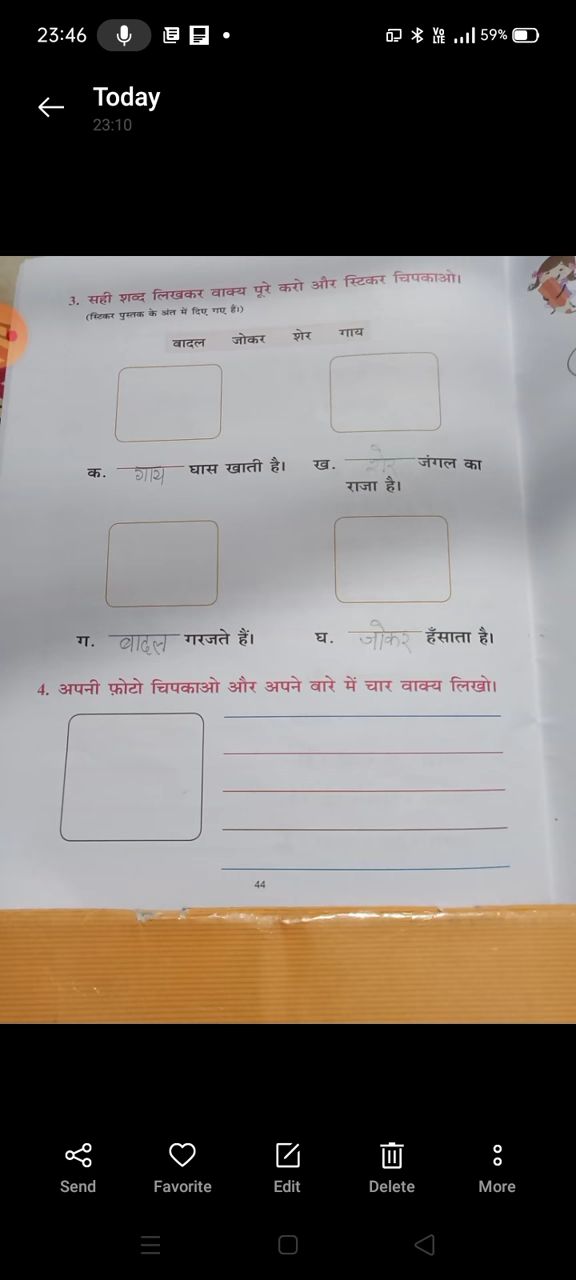 23:46
VoLTE 59%
Today
23:10
3. सही शब्द लिखकर वाक्य पूरे करो और स्टिकर चिपकाओ।
(स्टिकर पुस्तक के अंत में दिए गए हैं।)
बादल जोकर शेर गाय
क. गाय घास खाती है। ख. शेर जंगल का
राजा है।
ग. बादल गरजते हैं। घ. जोकर हँसाता है।
4. अपनी फ़ोटो चिपकाओ और अपने बारे में चार वाक्य लिखो।
44
Send Favorite Edit Delete More